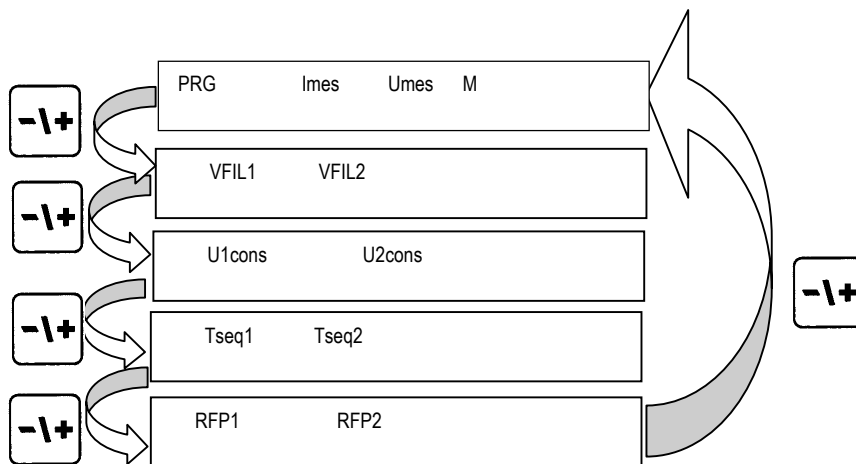 PRG Imes Umes M
-\+
VFIL1 VFIL2
-\+
U1cons U2cons
-\+
-\+
Tseq1 Tseq2
RFP1 RFP2
-\+